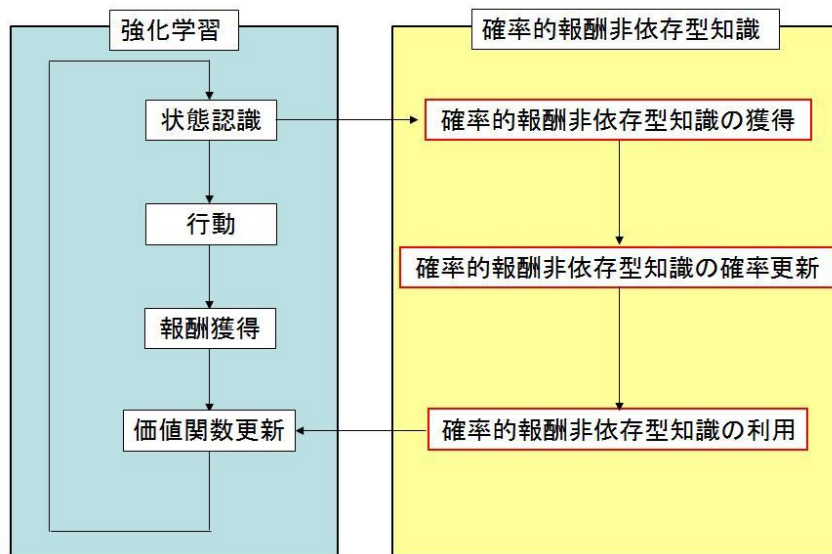 強化学習
状態認識
行動
報酬獲得
価値関数更新
確率的報酬非依存型知識
確率的報酬非依存型知識の獲得
確率的報酬非依存型知識の確率更新
確率的報酬非依存型知識の利用